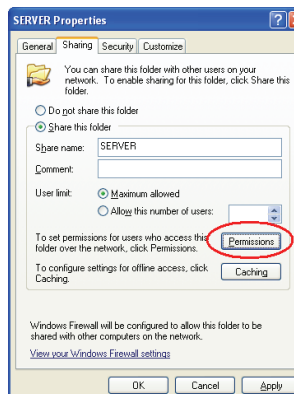 SERVER Properties
General Sharing Security Customize
You can share this folder with other users on your
network. To enable sharing for this folder, click Share this
folder.
Do not share this folder
Share this folder
Share name: SERVER
Comment:
User limit: Maximum allowed
Allow this number of users:
To set permissions for users who access this
folder over the network, click Permissions.
Permissions
To configure settings for offline access, click
Caching.
Caching
Windows Firewall will be configured to allow this folder to be
shared with other computers on the network.
View your Windows Firewall settings
OK Cancel Apply